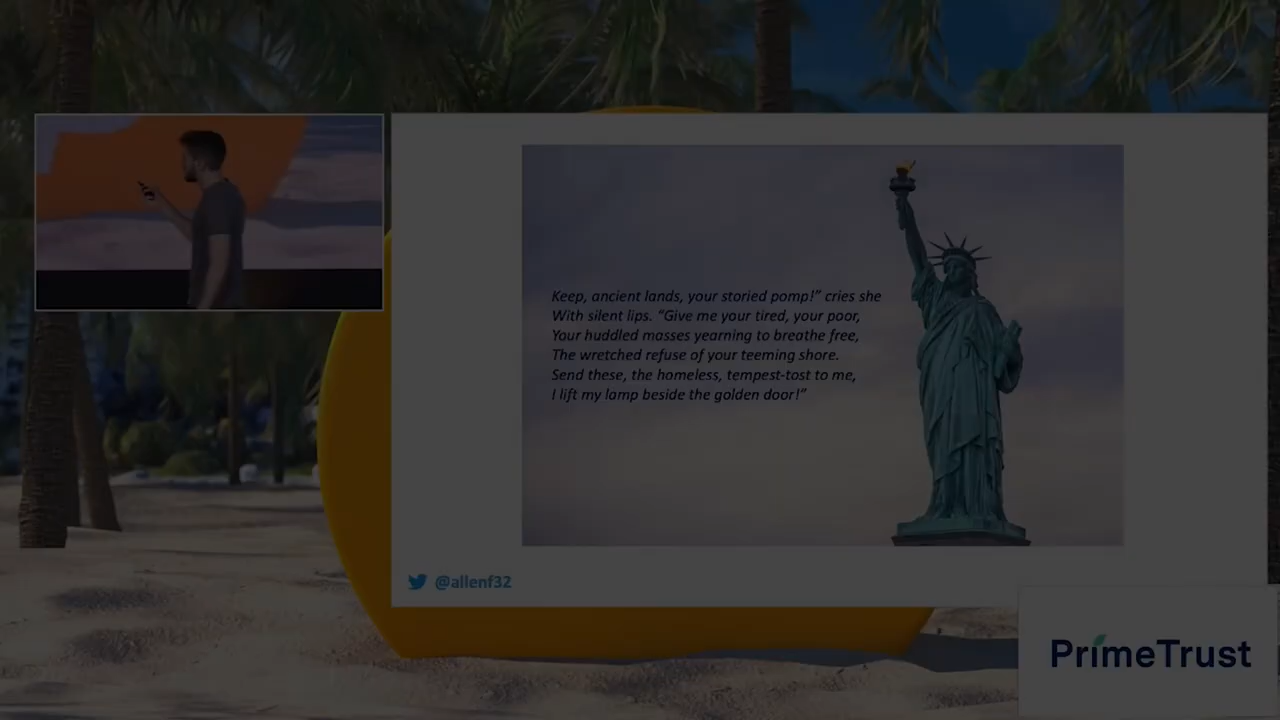 Keep, ancient lands, your storied pomp!” cries she
With silent lips. “Give me your tired, your poor,
Your huddled masses yearning to breathe free,
The wretched refuse of your teeming shore.
Send these, the homeless, tempest-tost to me,
I lift my lamp beside the golden door!”
@allenf32
PrimeTrust